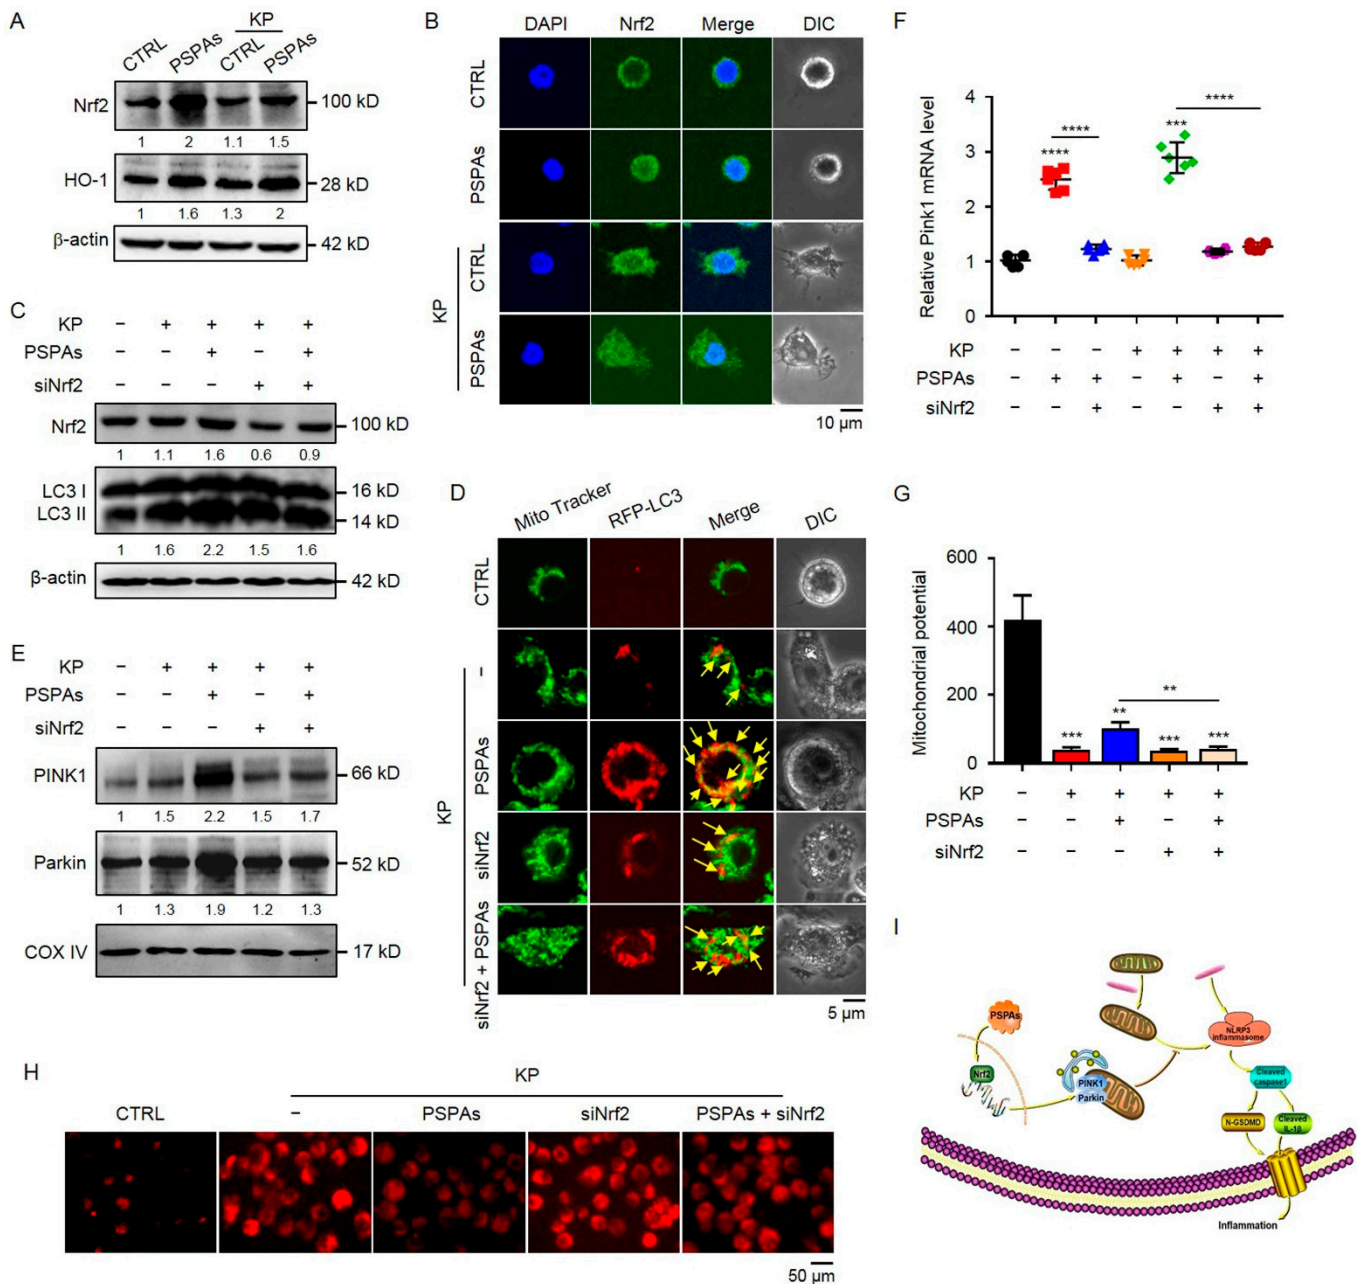 A
KP
CTRL PSPAs CTRL PSPAs
Nrf2 100 kD
1 2 1.1 1.5
HO-1 28 kD
1 1.6 1.3 2
β-actin 42 kD
B
DAPI Nrf2 Merge DIC
CTRL
PSPAs
KP
CTRL
PSPAs
10 μm
C
KP – + + + +
PSPAs – – + – +
siNrf2 – – – + +
Nrf2 100 kD
1 1.1 1.6 0.6 0.9
LC3 I 16 kD
LC3 II 14 kD
1 1.6 2.2 1.5 1.6
β-actin 42 kD
D
Mito Tracker RFP-LC3 Merge DIC
CTRL
KP
–
PSPAs
siNrf2
siNrf2 + PSPAs
5 μm
E
KP – + + + +
PSPAs – – + – +
siNrf2 – – – + +
PINK1 66 kD
1 1.5 2.2 1.5 1.7
Parkin 52 kD
1 1.3 1.9 1.2 1.3
COX IV 17 kD
F
Relative Pink1 mRNA level
4
3
2
1
0
**** **** *** ****
KP – – – + + + +
PSPAs – + + – + – +
siNrf2 – – + – – + +
G
Mitochondrial potential
600
400
200
0
*** ** *** *** **
KP – + + + +
PSPAs – – + – +
siNrf2 – – – + +
H
KP
CTRL – PSPAs siNrf2 PSPAs + siNrf2
50 μm
I
PSPAs
Nrf2
PINK1
Parkin
NLRP3
inflammasome
Cleaved
caspase1
N-GSDMD
Cleaved
IL-1β
Inflammation